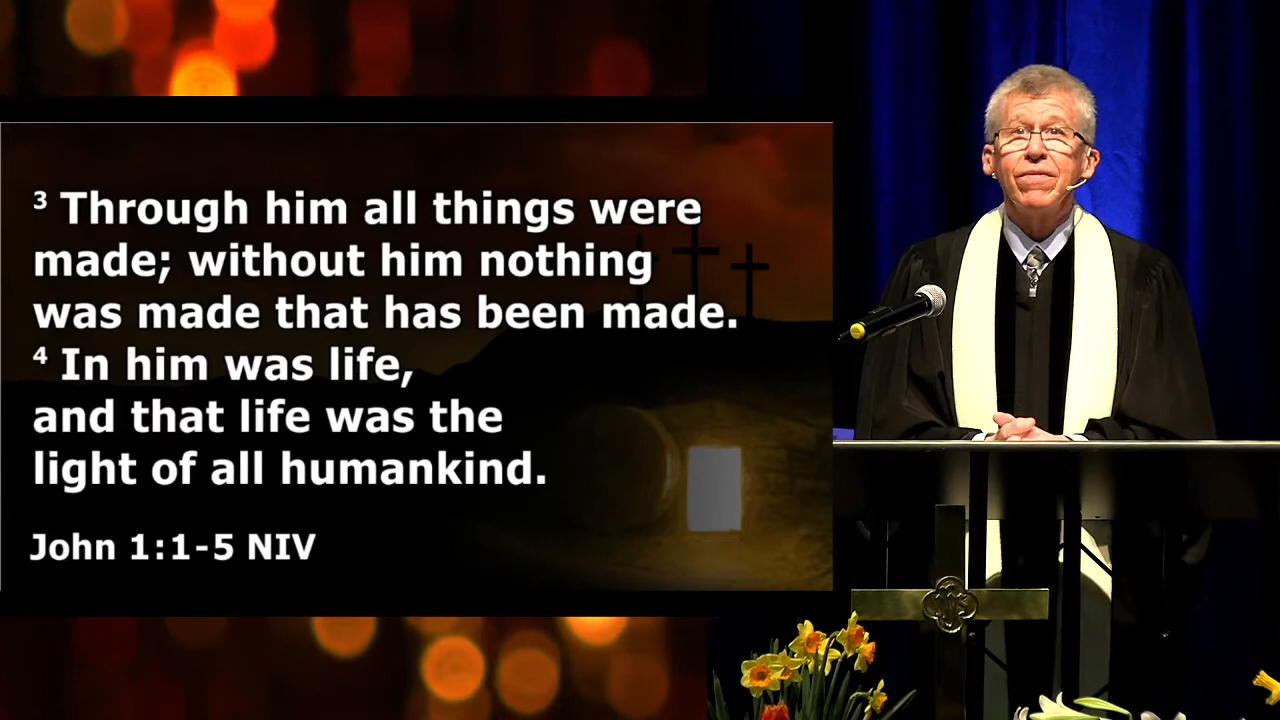 ³ Through him all things were
made; without him nothing
was made that has been made.
⁴ In him was life,
and that life was the
light of all humankind.
John 1:1-5 NIV